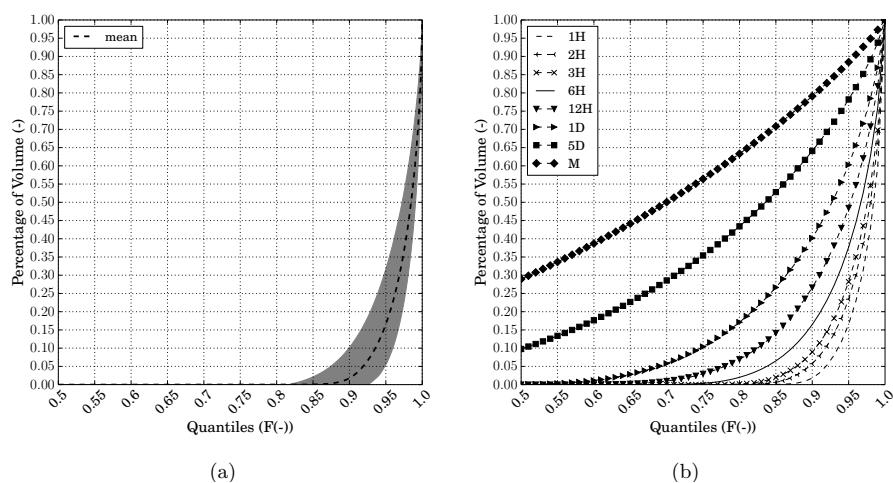 1.00
0.95
0.90
0.85
0.80
0.75
0.70
0.65
0.60
0.55
0.50
0.45
0.40
0.35
0.30
0.25
0.20
0.15
0.10
0.05
0.00
Percentage of Volume (-)
mean
0.5 0.55 0.6 0.65 0.7 0.75 0.8 0.85 0.9 0.95 1.0
Quantiles (F(-))
(a)
1.00
0.95
0.90
0.85
0.80
0.75
0.70
0.65
0.60
0.55
0.50
0.45
0.40
0.35
0.30
0.25
0.20
0.15
0.10
0.05
0.00
Percentage of Volume (-)
1H
2H
3H
6H
12H
1D
5D
M
0.5 0.55 0.6 0.65 0.7 0.75 0.8 0.85 0.9 0.95 1.0
Quantiles (F(-))
(b)